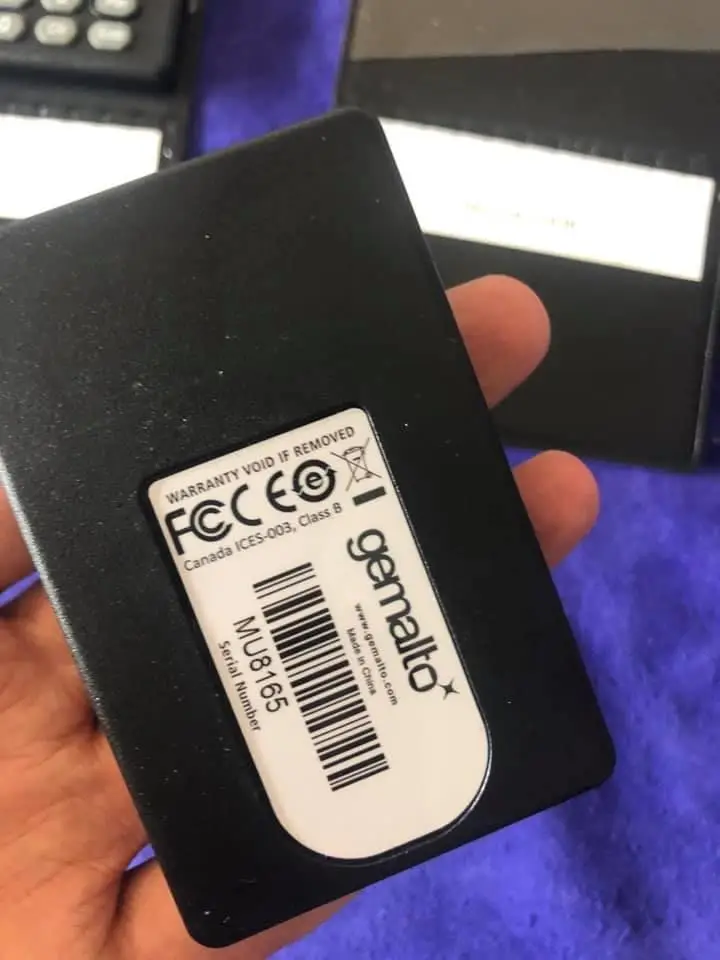 WARRANTY VOID IF REMOVED
FCC CE e
Canada ICES-003, Class B
gemalto
www.gemalto.com
Made in China
MU8165
Serial Number